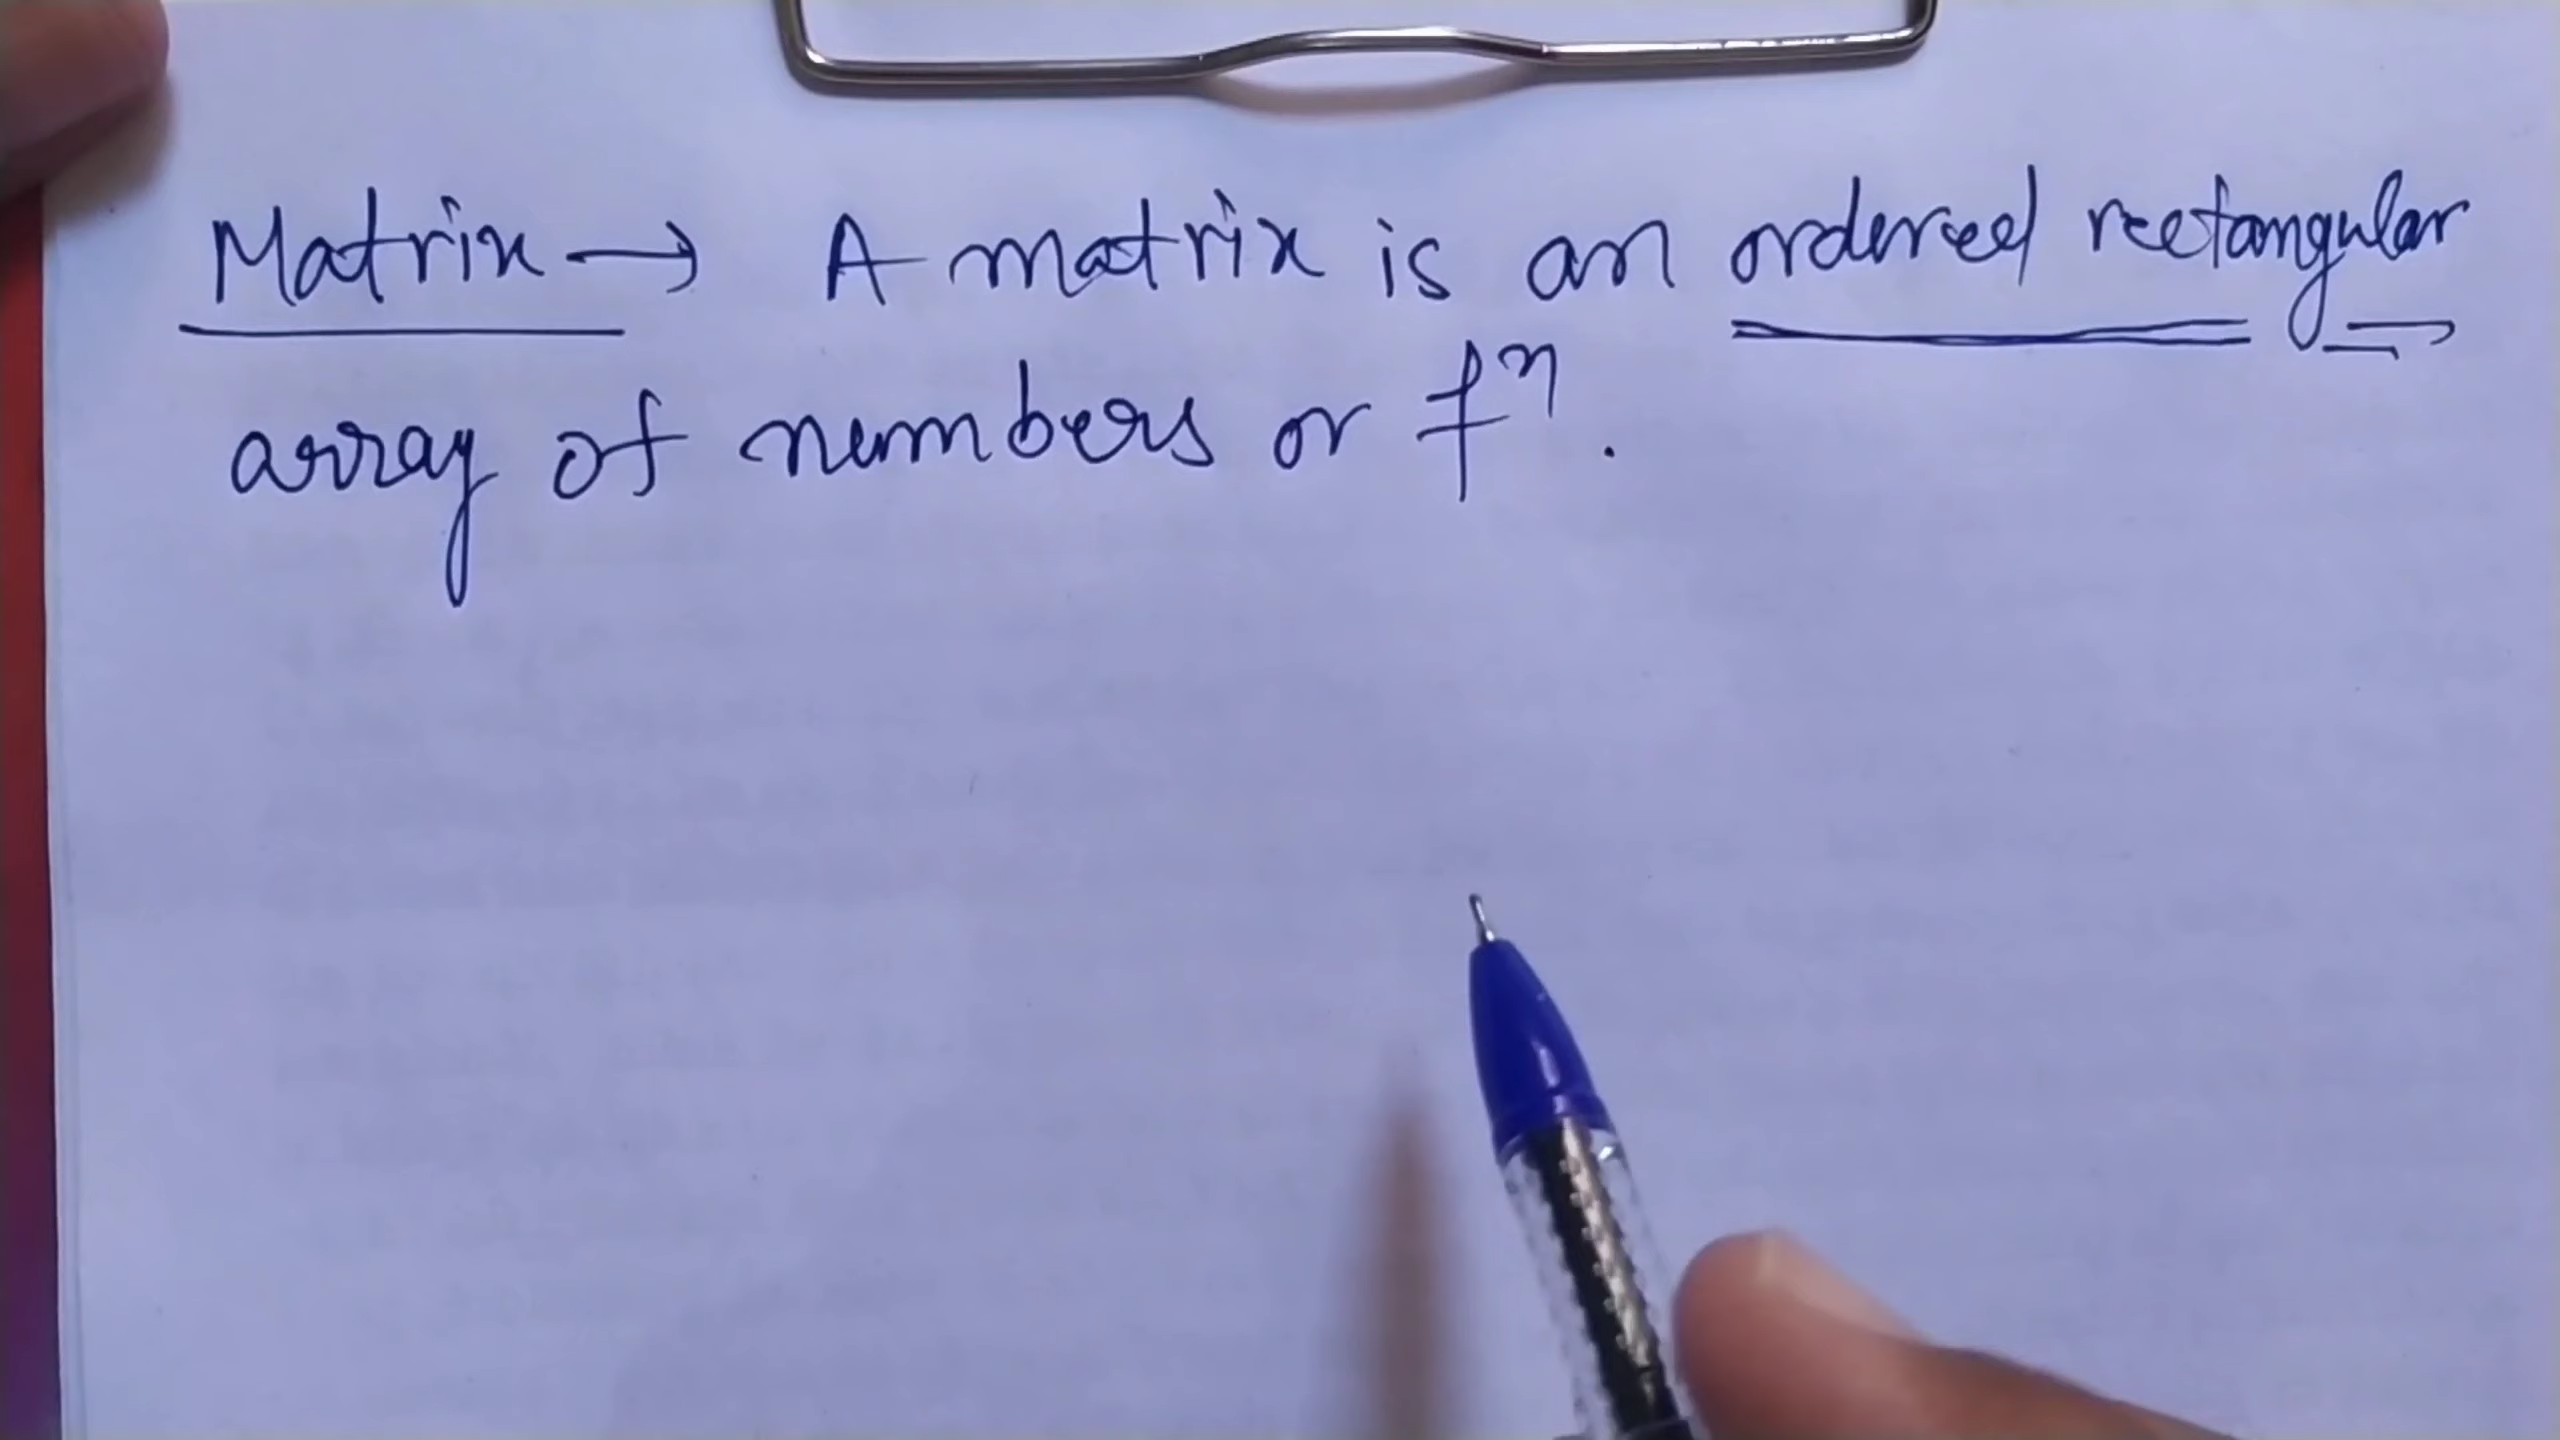 Matrix → A matrix is an ordered rectangular
array of numbers or fⁿ.